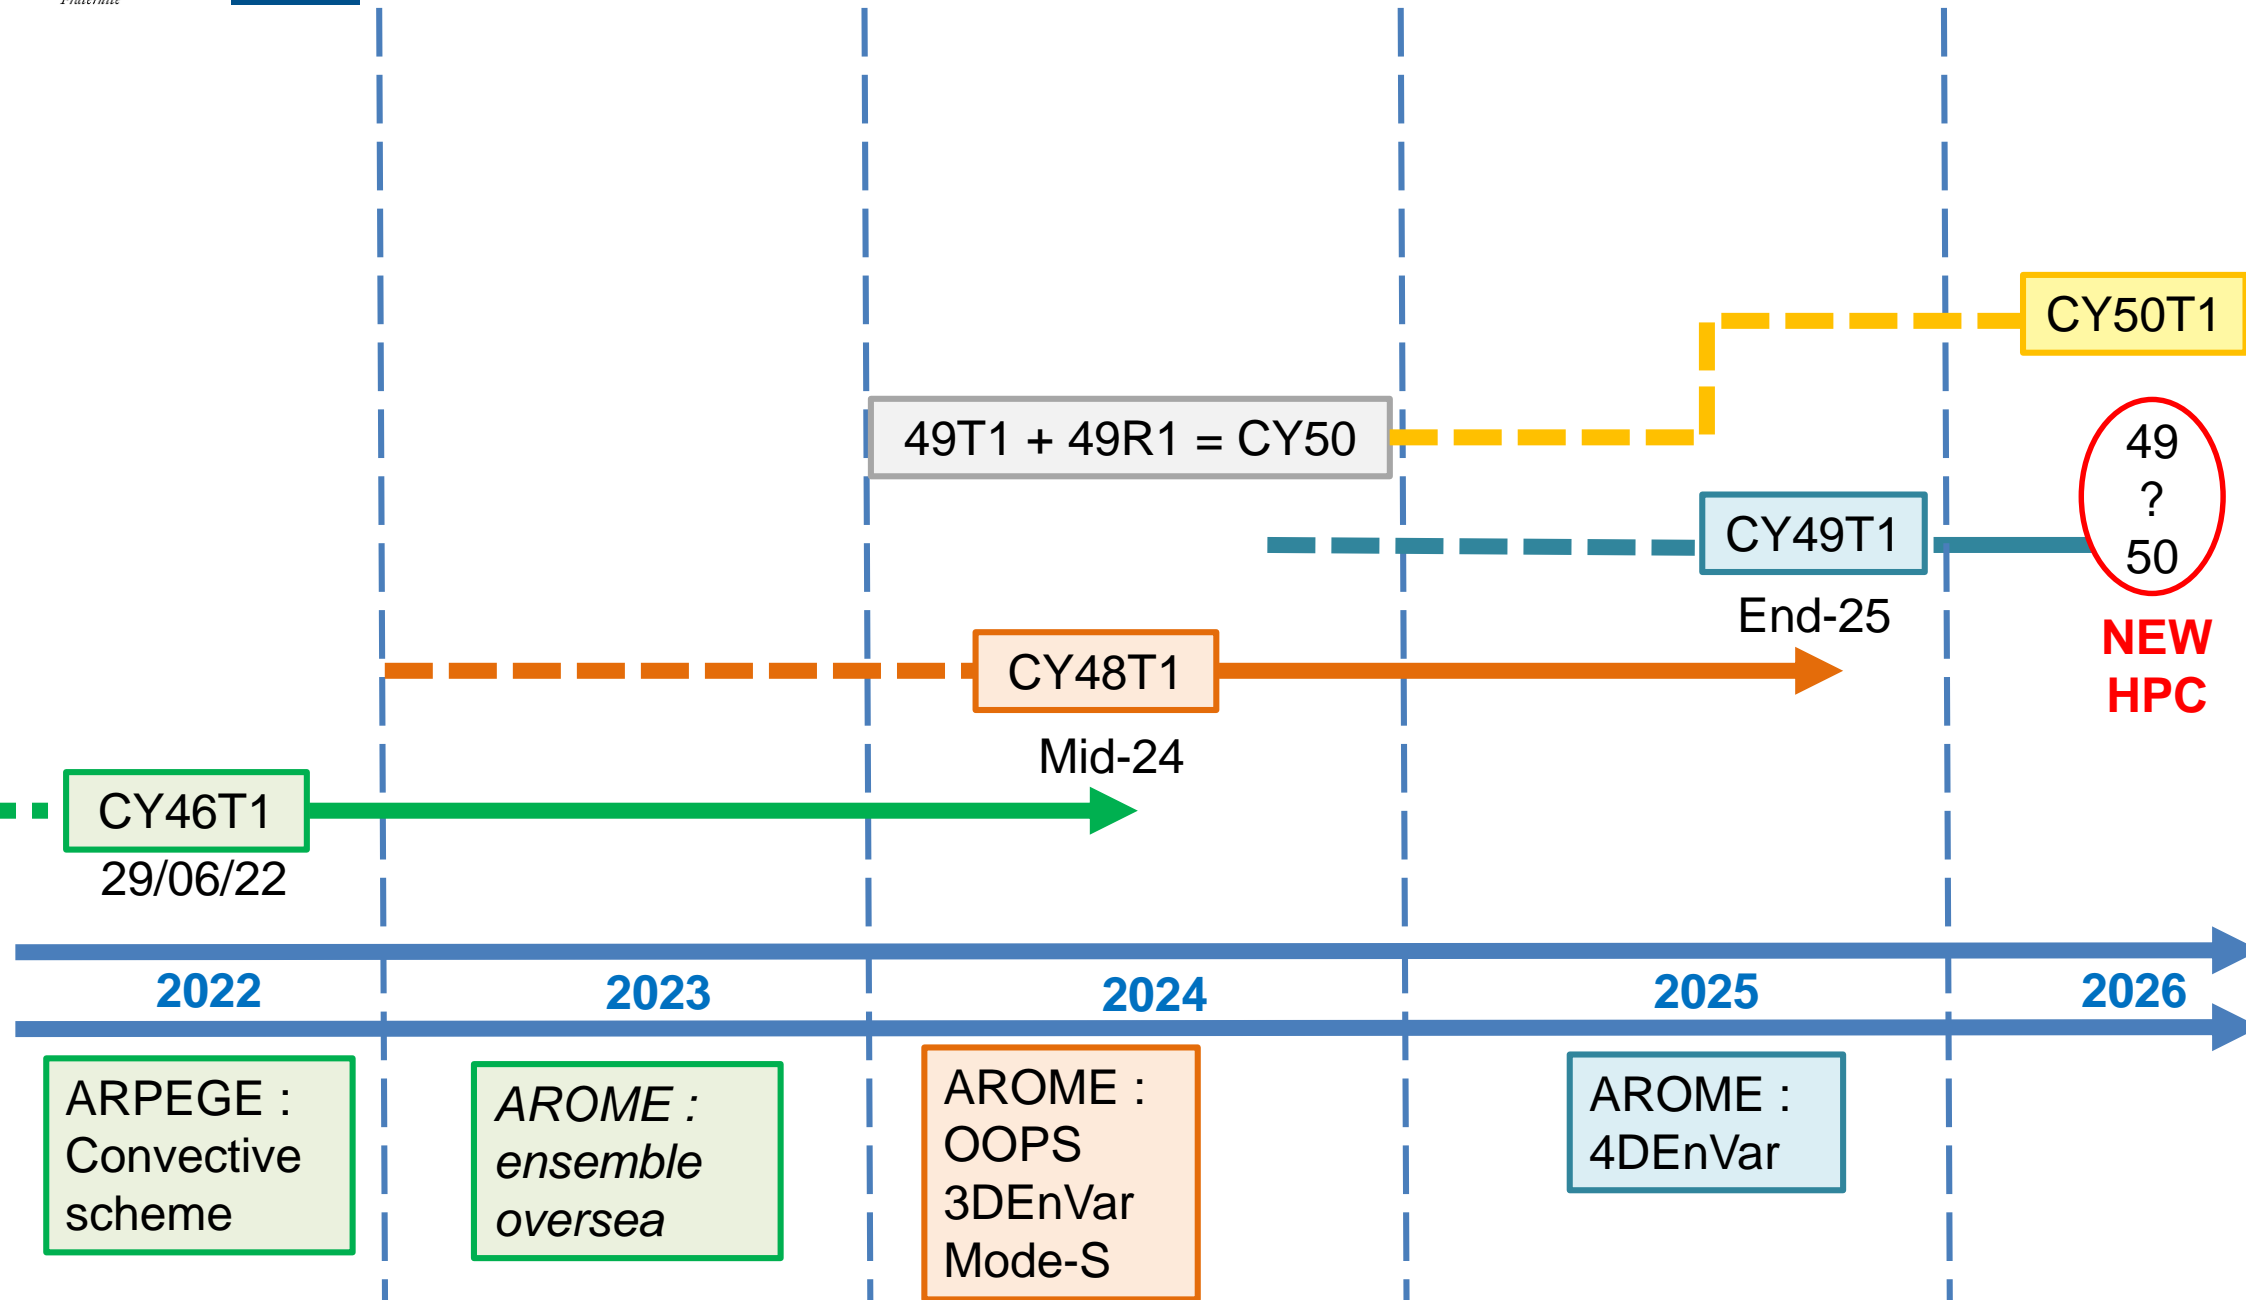 Fraternité
CY50T1
49T1 + 49R1 = CY50
49
?
50
CY49T1
End-25
NEW
HPC
CY48T1
Mid-24
CY46T1
29/06/22
2022
2023
2024
2025
2026
ARPEGE :
Convective
scheme
AROME :
ensemble
oversea
AROME :
OOPS
3DEnVar
Mode-S
AROME :
4DEnVar